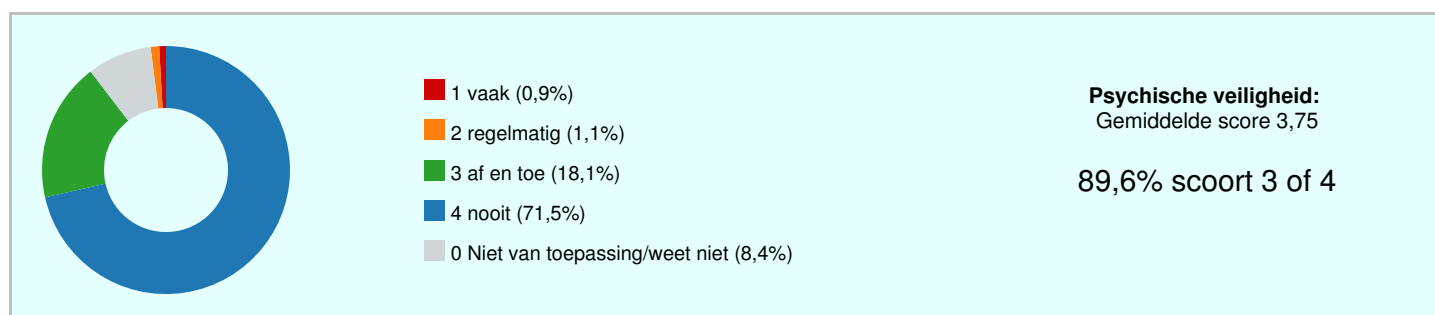 1 vaak (0,9%)
2 regelmatig (1,1%)
3 af en toe (18,1%)
4 nooit (71,5%)
0 Niet van toepassing/weet niet (8,4%)
Psychische veiligheid:
Gemiddelde score 3,75
89,6% scoort 3 of 4